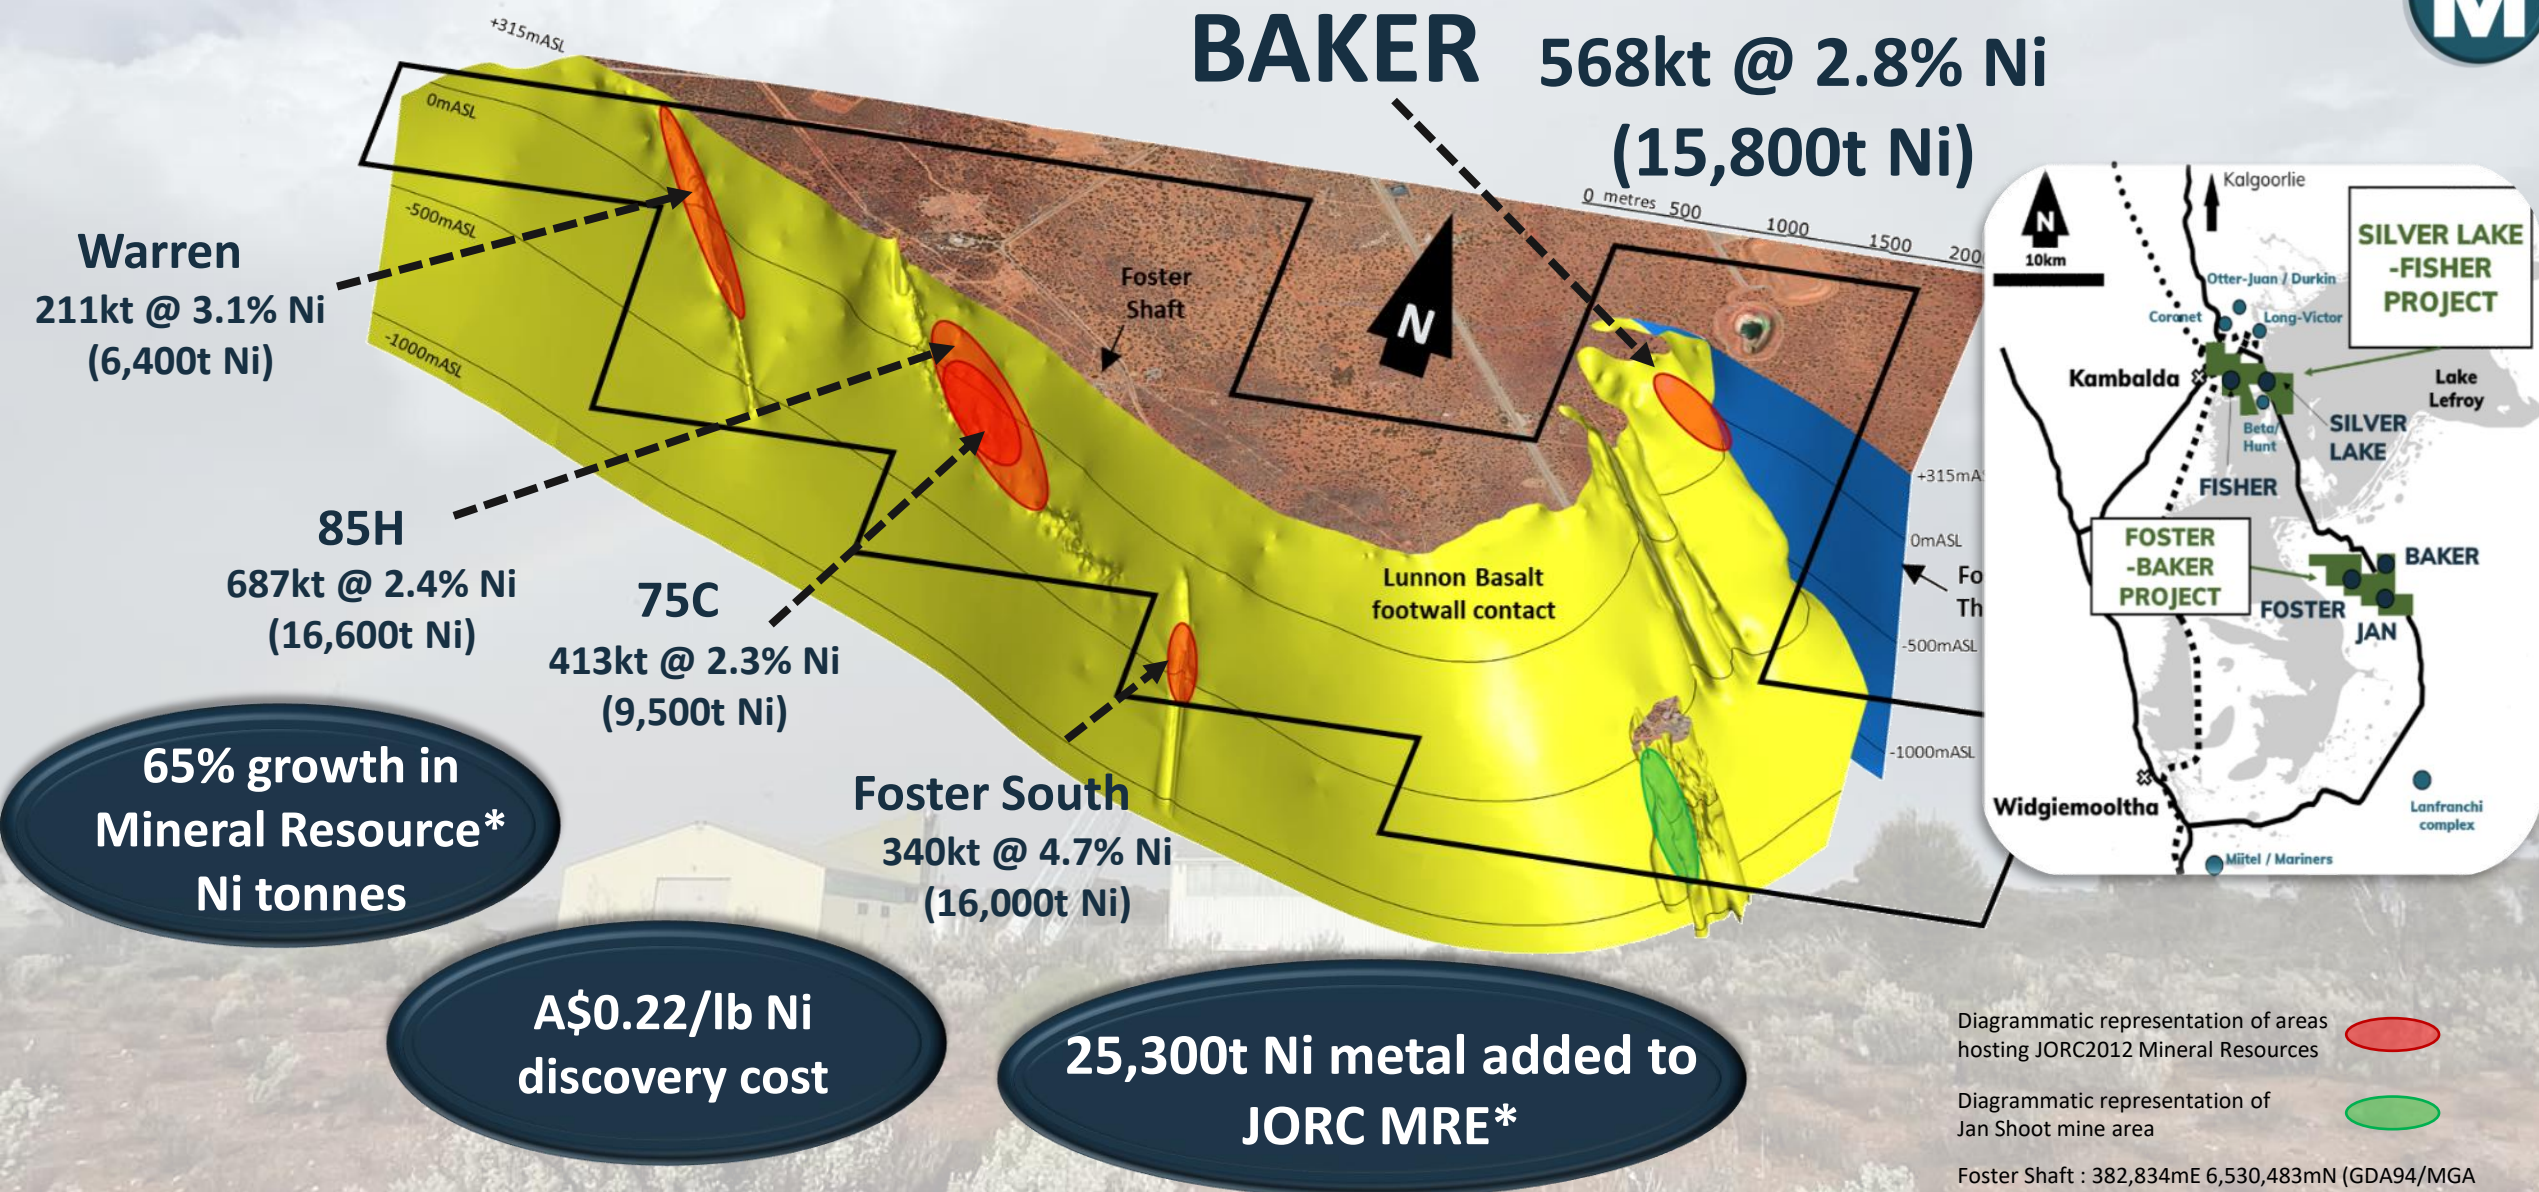 M
BAKER
568kt @ 2.8% Ni
(15,800t Ni)
+315mASL
0mASL
-500mASL
-1000mASL
Warren
211kt @ 3.1% Ni
(6,400t Ni)
85H
687kt @ 2.4% Ni
(16,600t Ni)
75C
413kt @ 2.3% Ni
(9,500t Ni)
Foster South
340kt @ 4.7% Ni
(16,000t Ni)
Foster
Shaft
N
0 metres 500
1000
1500
200
Lunnon Basalt
footwall contact
+315mA
0mASL
Fo
Th
-500mASL
-1000mASL
N
10km
Kalgoorlie
SILVER LAKE
-FISHER
PROJECT
Otter-Juan / Durkin
Coronet
Long-Victor
Kambalda
Lake
Lefroy
Beta/
Hunt
SILVER
LAKE
FISHER
FOSTER
-BAKER
PROJECT
BAKER
FOSTER
JAN
Widgiemooltha
Lanfranchi
complex
Miitel / Mariners
65% growth in
Mineral Resource*
Ni tonnes
A$0.22/lb Ni
discovery cost
25,300t Ni metal added to
JORC MRE*
Diagrammatic representation of areas
hosting JORC2012 Mineral Resources
Diagrammatic representation of
Jan Shoot mine area
Foster Shaft : 382,834mE 6,530,483mN (GDA94/MGA